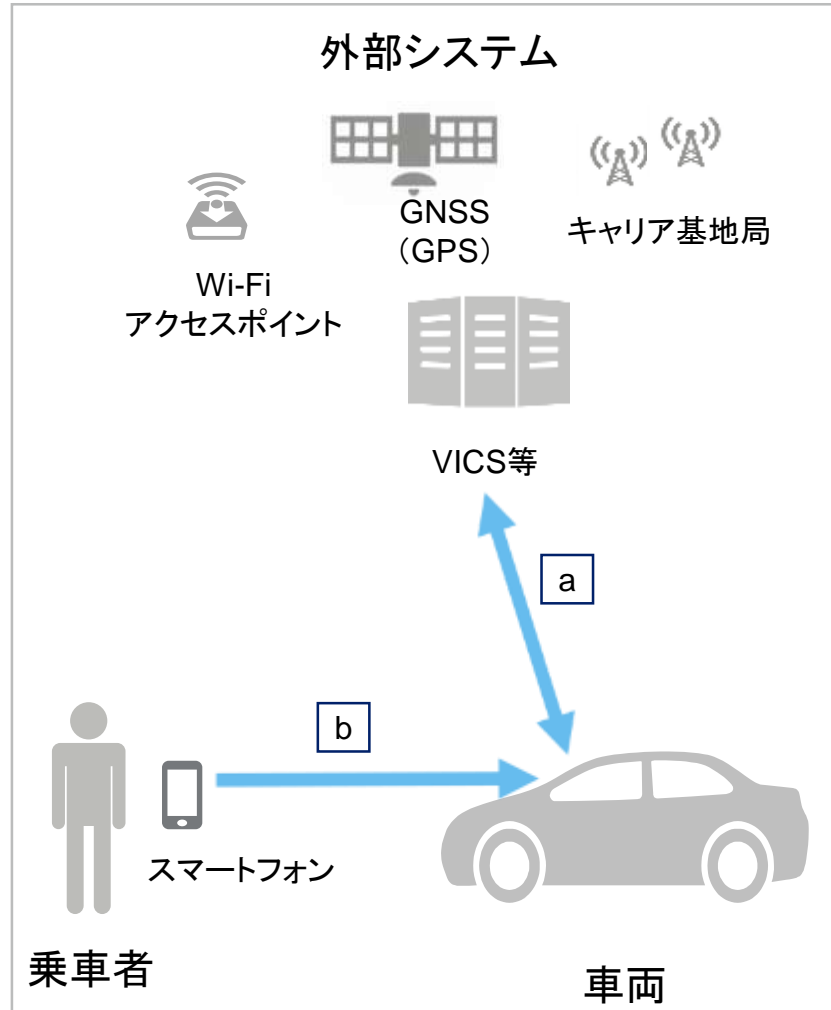 外部システム
GNSS
（GPS）
キャリア基地局
Wi-Fi
アクセスポイント
VICS等
a
b
スマートフォン
乗車者
車両